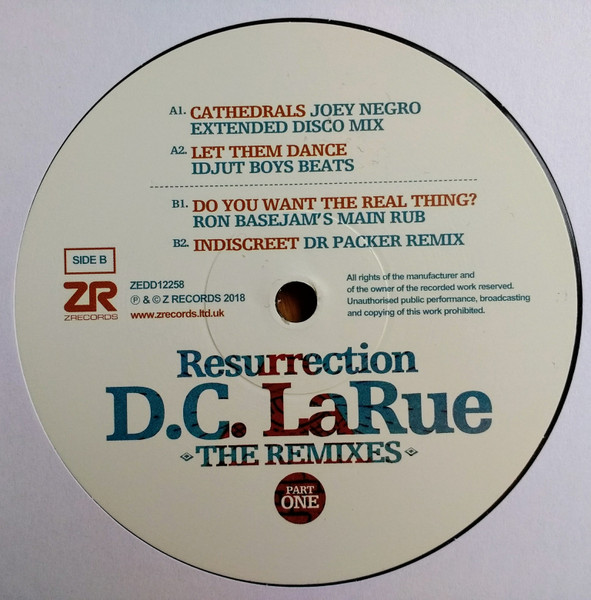 A1. CATHEDRALS JOEY NEGRO
EXTENDED DISCO MIX
A2. LET THEM DANCE
IDJUT BOYS BEATS
B1. DO YOU WANT THE REAL THING?
RON BASEJAM'S MAIN RUB
B2. INDISCREET DR PACKER REMIX
SIDE B
ZR
ZRECORDS
ZEDD12258
℗ & © Z RECORDS 2018
www.zrecords.ltd.uk
All rights of the manufacturer and
of the owner of the recorded work reserved.
Unauthorised public performance, broadcasting
and copying of this work prohibited.
Resurrection
D.C. LaRue
THE REMIXES
PART
ONE